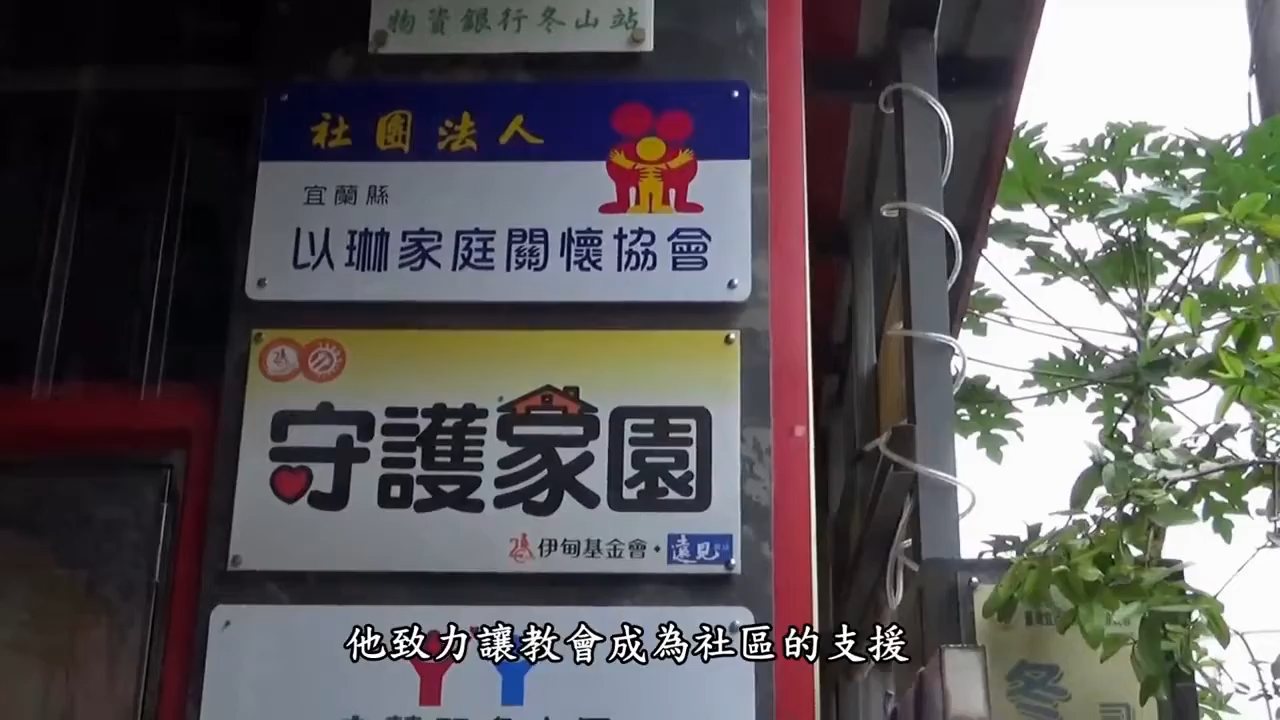 物資銀行冬山站
社團法人
宜蘭縣
以琳家庭關懷協會
守護家園
伊甸基金會・遠見
他致力讓教會成為社區的支援
冬